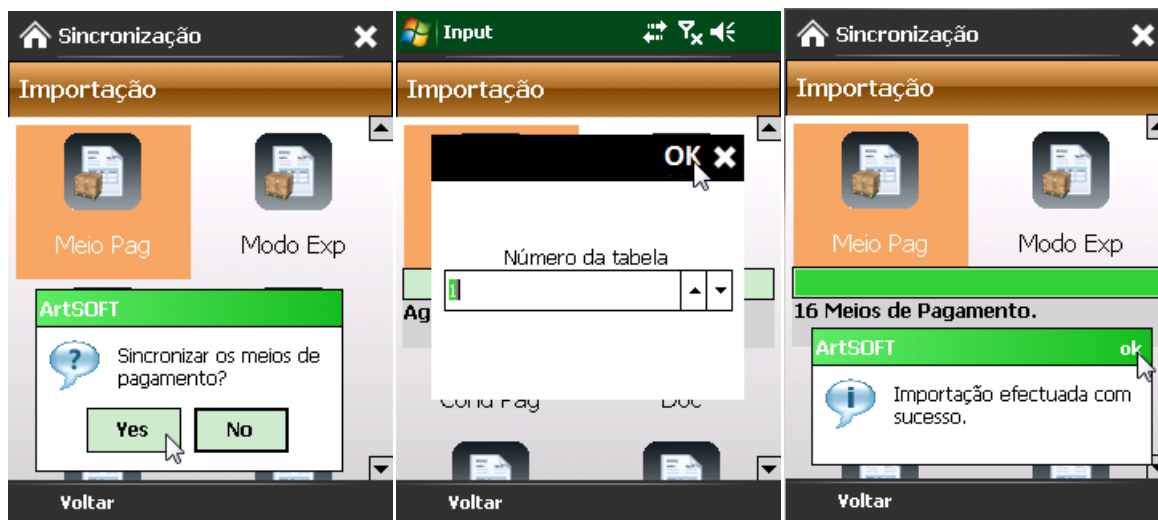 Sincronização
Importação
Meio Pag
Modo Exp
ArtSOFT
Sincronizar os meios de
pagamento?
Yes
No
Voltar
Input
Importação
OK
Número da tabela
1
Ag
Cond Pag
Doc
Voltar
Sincronização
Importação
Meio Pag
Modo Exp
16 Meios de Pagamento.
ArtSOFT
ok
Importação efectuada com
sucesso.
Voltar